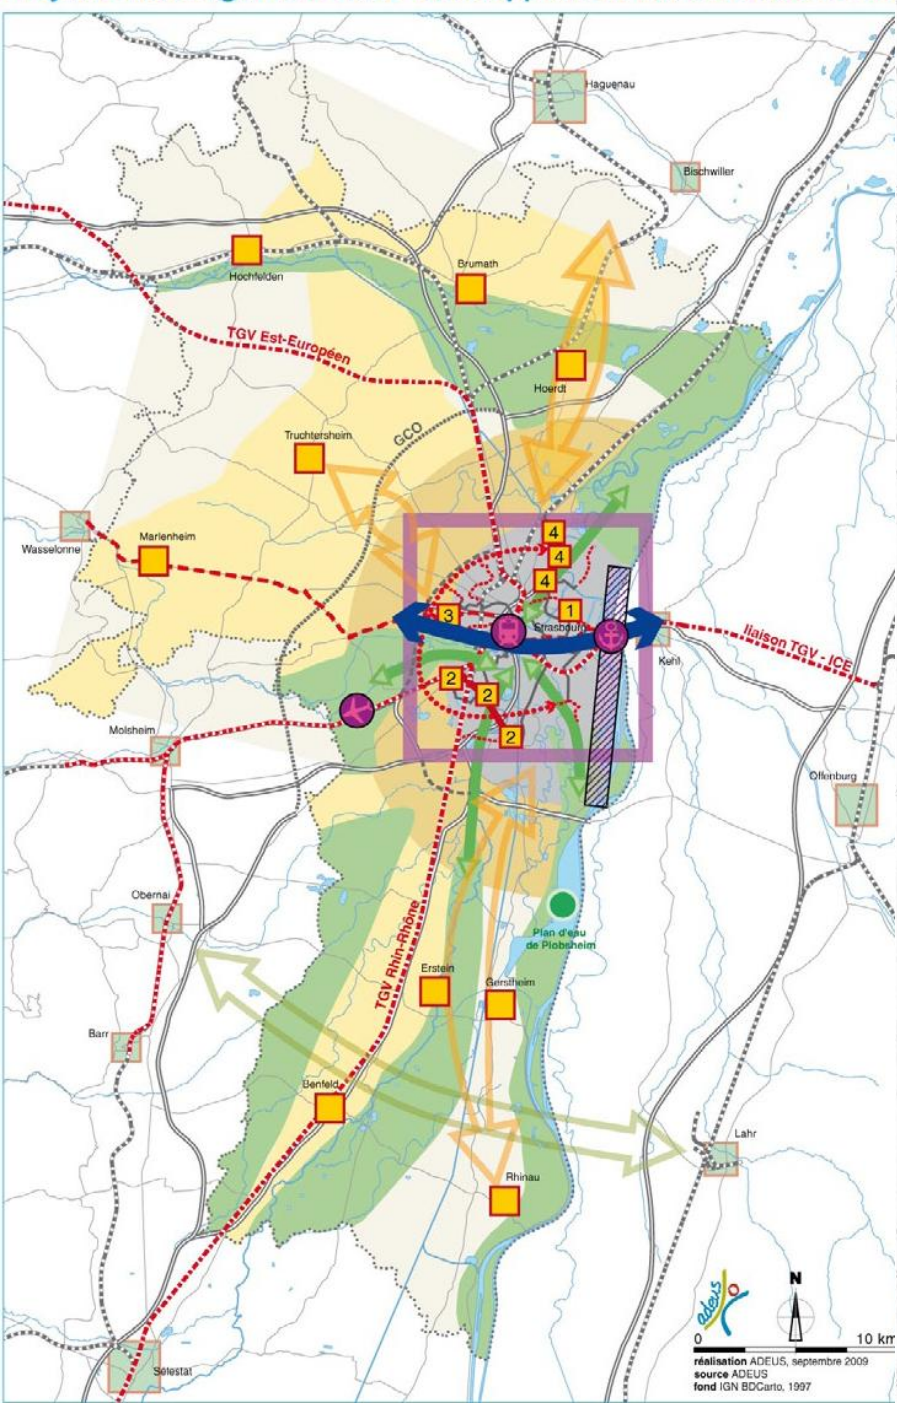 Haguenau
Bischwiller
Hochfelden
Brumath
TGV Est-Européen
Hoerdt
GCO
Truchtersheim
Wasselonne
Marlenheim
4
4
4
1
3
Strasbourg
Kehl
liaison TGV - ICE
2
2
2
Molsheim
Offenburg
Obernai
Plan d'eau
de Plobsheim
TGV Rhin-Rhône
Erstein
Gerstheim
Barr
Benfeld
Lahr
Rhinau
Sélestat
adeus
N
0
10 km
réalisation ADEUS, septembre 2009
source ADEUS
fond IGN BDCarto, 1997